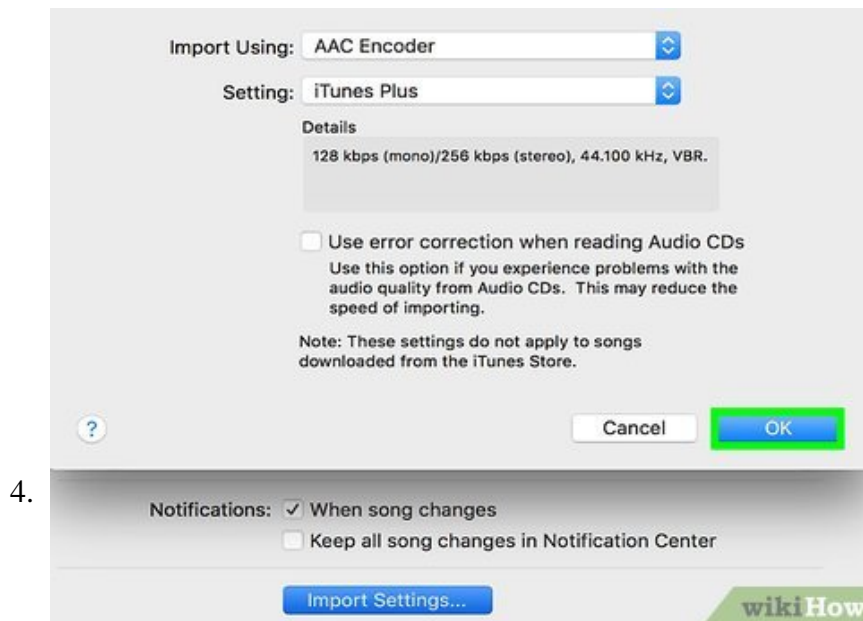 Import Using: AAC Encoder
Setting: iTunes Plus
Details
128 kbps (mono)/256 kbps (stereo), 44.100 kHz, VBR.
Use error correction when reading Audio CDs
Use this option if you experience problems with the
audio quality from Audio CDs. This may reduce the
speed of importing.
Note: These settings do not apply to songs
downloaded from the iTunes Store.
? Cancel OK
4.
Notifications: ✓ When song changes
Keep all song changes in Notification Center
Import Settings...
wikiHow